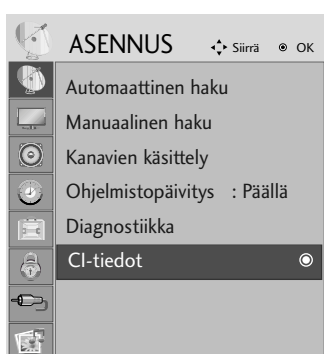 ASENNUS Siirrä OK
Automaattinen haku
Manuaalinen haku
Kanavien käsittely
Ohjelmistopäivitys : Päällä
Diagnostiikka
CI-tiedot